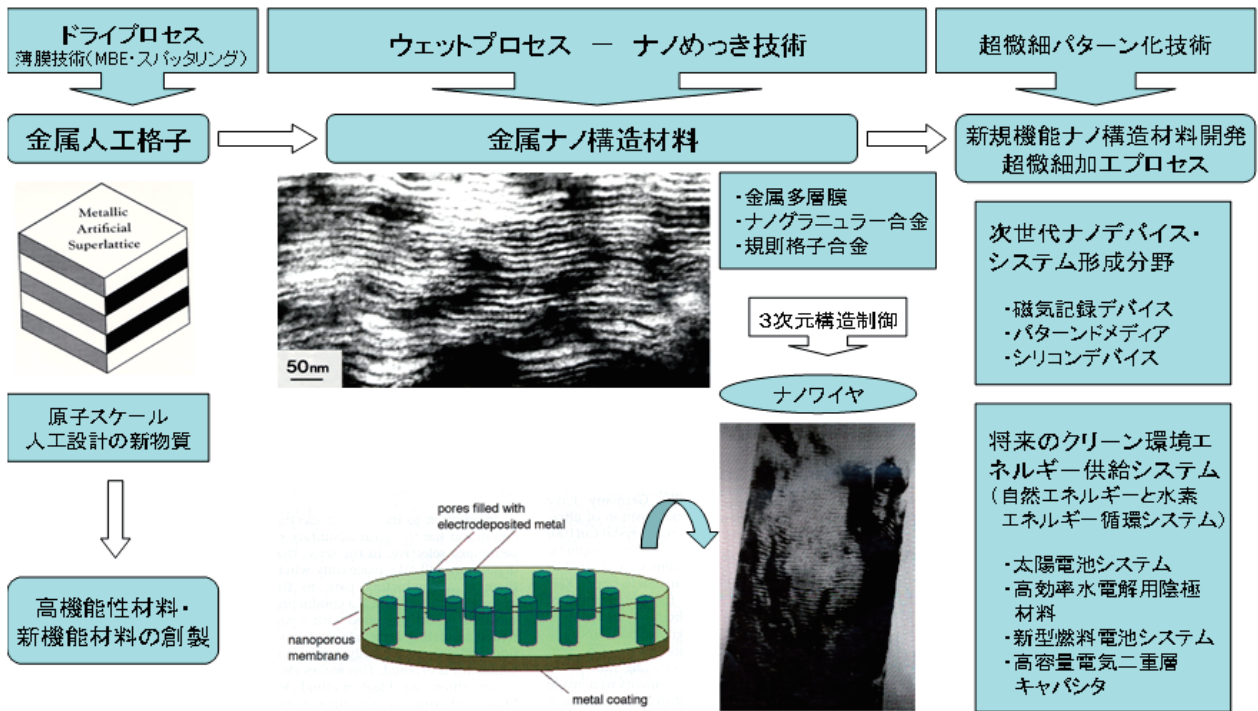 ドライプロセス
薄膜技術(MBE・スパッタリング)
ウェットプロセス － ナノめっき技術
超微細パターン化技術
金属人工格子
金属ナノ構造材料
新規機能ナノ構造材料開発
超微細加工プロセス
Metallic
Artificial
Superlattice
50nm
・金属多層膜
・ナノグラニュラー合金
・規則格子合金
３次元構造制御
ナノワイヤ
原子スケール
人工設計の新物質
高機能性材料・
新機能材料の創製
pores filled with
electrodeposited metal
nanoporous
membrane
metal coating
次世代ナノデバイス・
システム形成分野
・磁気記録デバイス
・パターンドメディア
・シリコンデバイス
将来のクリーン環境エ
ネルギー供給システム
(自然エネルギーと水素
エネルギー循環システム)
・太陽電池システム
・高効率水電解用陰極
材料
・新型燃料電池システム
・高容量電気二重層
キャパシタ